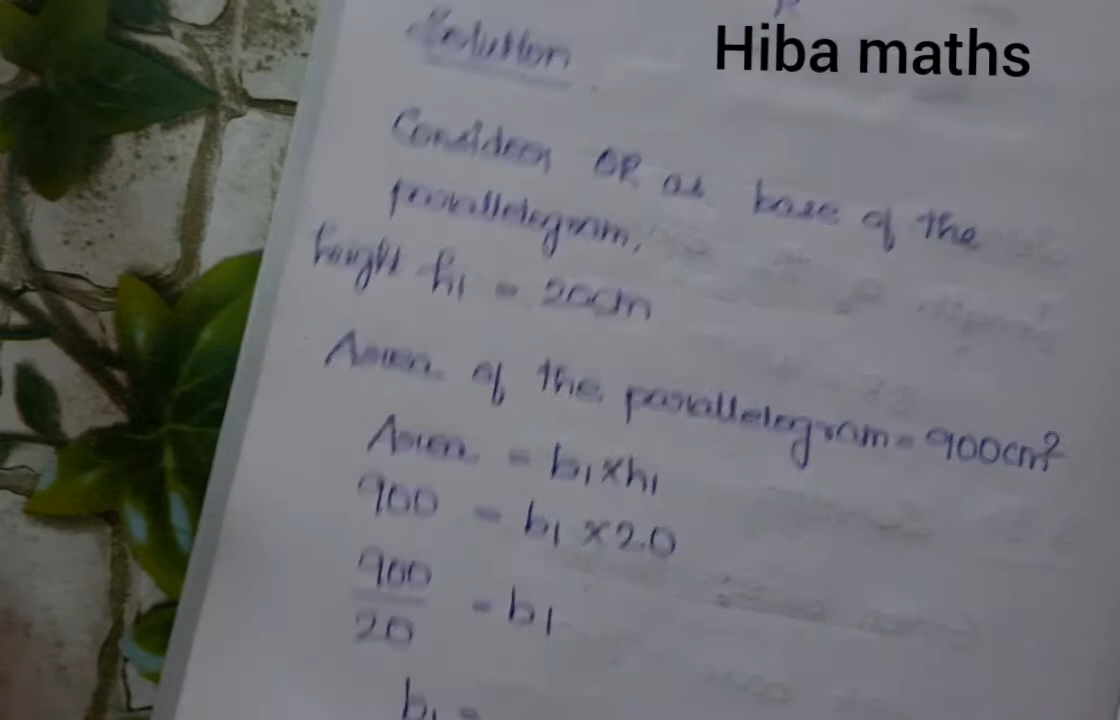 Hiba maths
Solution
Consider QR as base of the
parallelogram,
height h1 = 20cm
Area of the parallelogram = 900cm²
Area = b1 × h1
900 = b1 × 20
900/20 = b1
b1 =